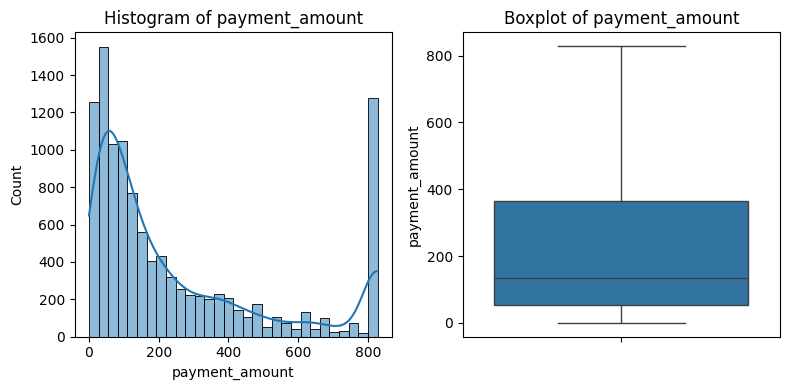 Histogram of payment_amount
1600
1400
1200
1000
800
600
400
200
0
Count
0 200 400 600 800
payment_amount
Boxplot of payment_amount
800
600
400
200
0
payment_amount